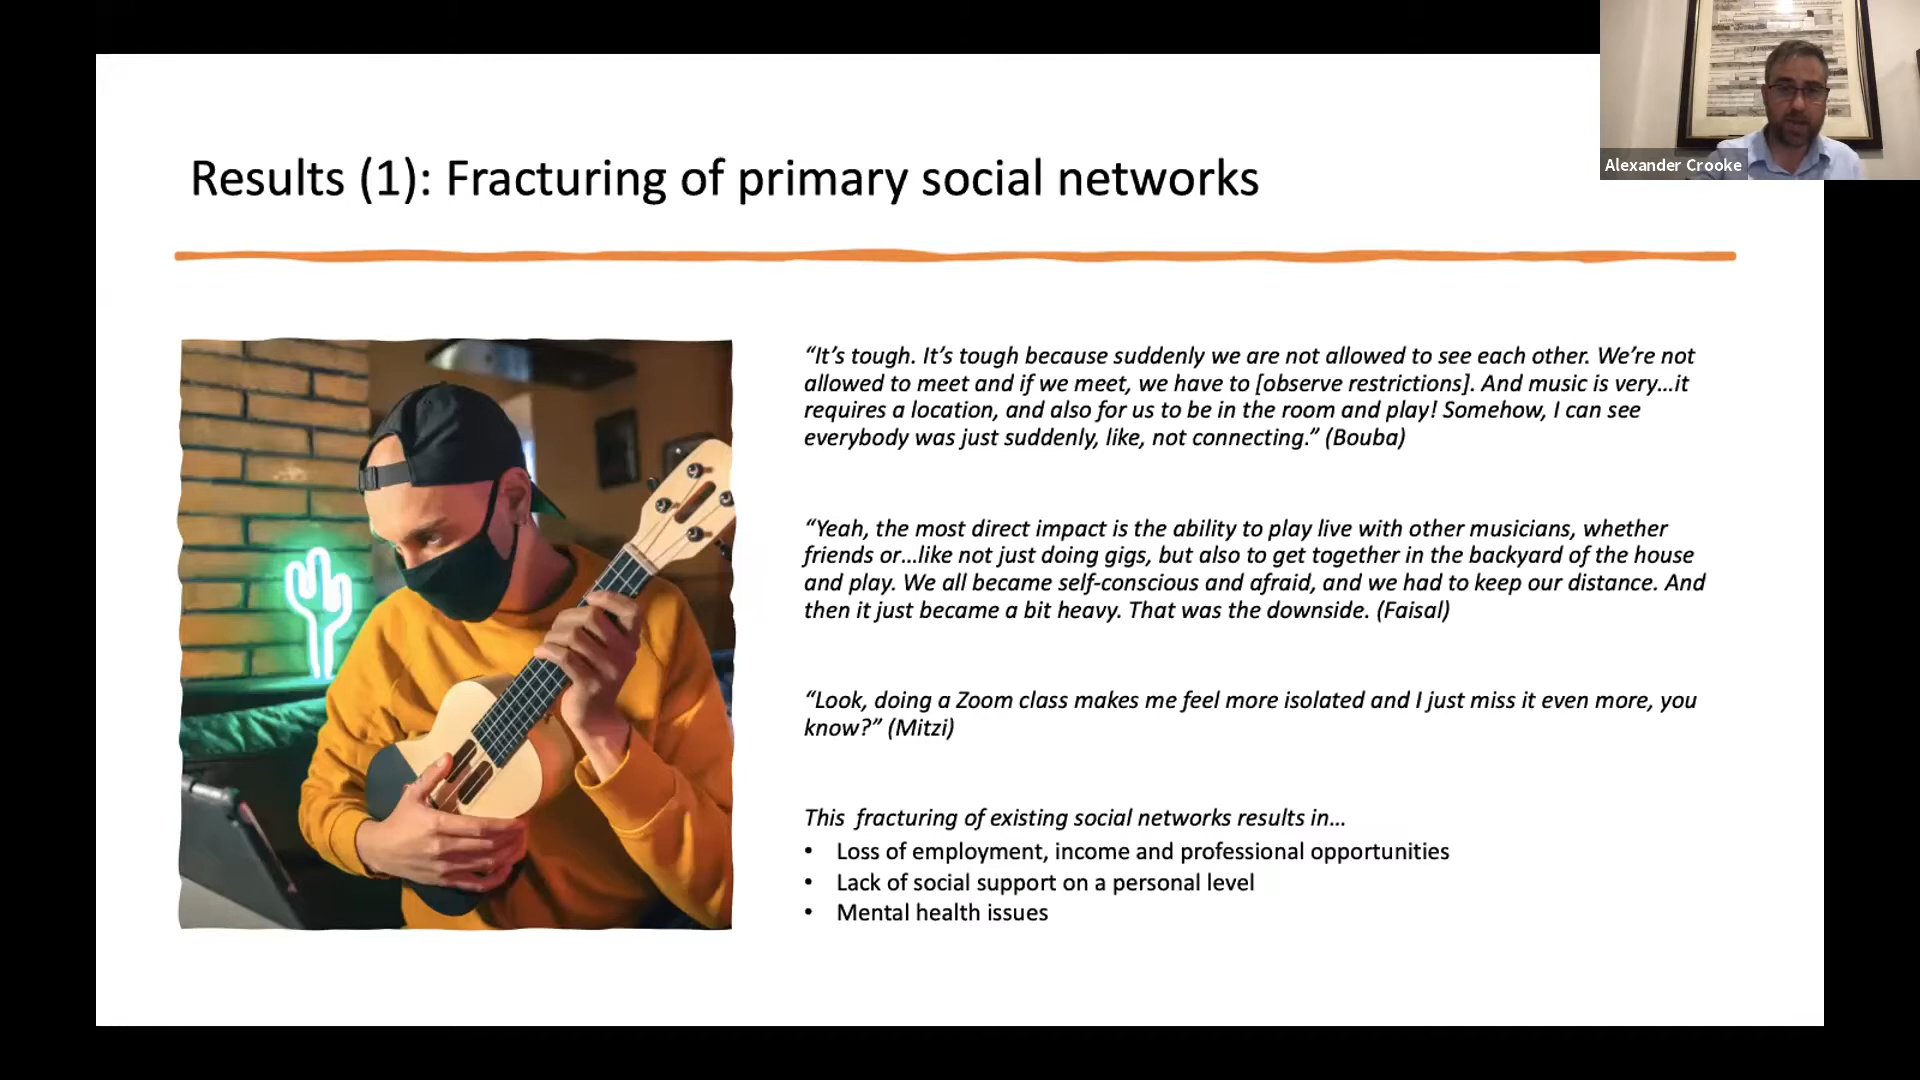 Alexander Crooke
Results (1): Fracturing of primary social networks
“It’s tough. It’s tough because suddenly we are not allowed to see each other. We’re not
allowed to meet and if we meet, we have to [observe restrictions]. And music is very…it
requires a location, and also for us to be in the room and play! Somehow, I can see
everybody was just suddenly, like, not connecting.” (Bouba)
“Yeah, the most direct impact is the ability to play live with other musicians, whether
friends or…like not just doing gigs, but also to get together in the backyard of the house
and play. We all became self-conscious and afraid, and we had to keep our distance. And
then it just became a bit heavy. That was the downside. (Faisal)
“Look, doing a Zoom class makes me feel more isolated and I just miss it even more, you
know?” (Mitzi)
This  fracturing of existing social networks results in…
• Loss of employment, income and professional opportunities
• Lack of social support on a personal level
• Mental health issues